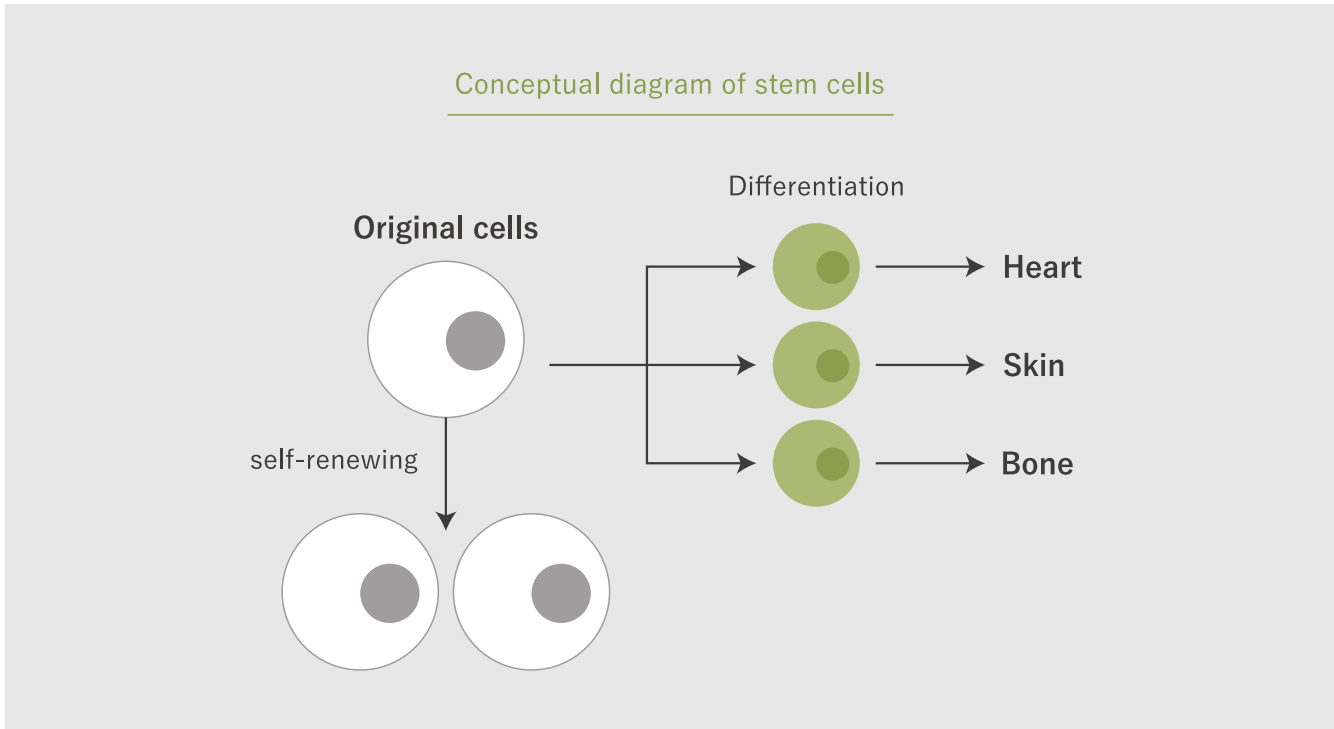 Conceptual diagram of stem cells
Differentiation
Original cells
Heart
Skin
Bone
self-renewing